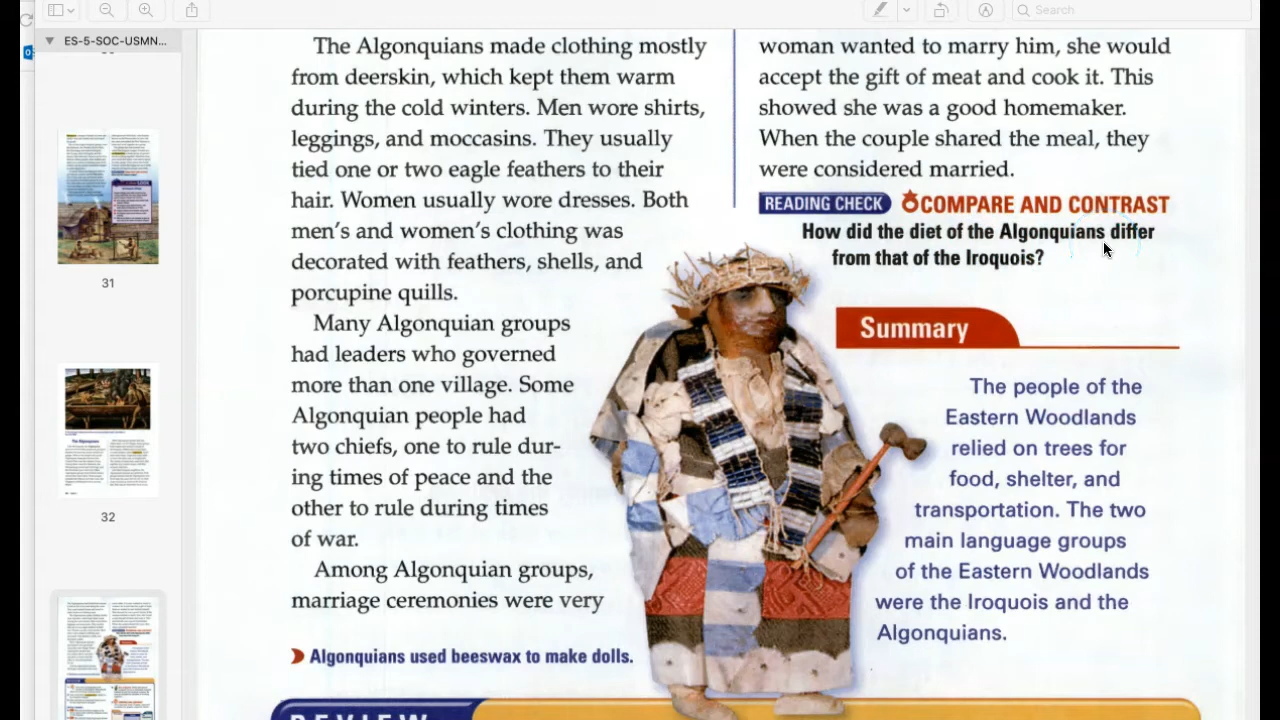 Search
ES-5-SOC-USMN...
31
32
The Algonquians made clothing mostly
from deerskin, which kept them warm
during the cold winters. Men wore shirts,
leggings, and moccasins. They usually
tied one or two eagle feathers to their
hair. Women usually wore dresses. Both
men's and women's clothing was
decorated with feathers, shells, and
porcupine quills.
Many Algonquian groups
had leaders who governed
more than one village. Some
Algonquian people had
two chiefs, one to rule dur-
ing times of peace and the
other to rule during times
of war.
Among Algonquian groups,
marriage ceremonies were very
Algonquians used beeswax to make dolls.
woman wanted to marry him, she would
accept the gift of meat and cook it. This
showed she was a good homemaker.
When the couple shared the meal, they
were considered married.
READING CHECK COMPARE AND CONTRAST
How did the diet of the Algonquians differ
from that of the Iroquois?
Summary
The people of the
Eastern Woodlands
relied on trees for
food, shelter, and
transportation. The two
main language groups
of the Eastern Woodlands
were the Iroquois and the
Algonquians.
REVIEW